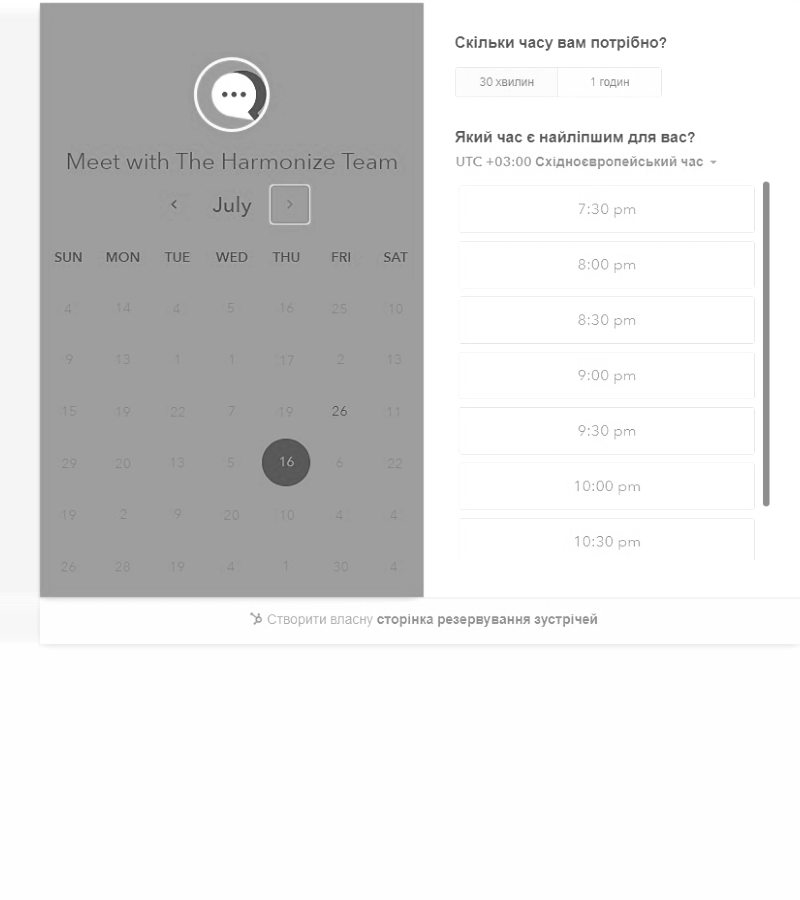 Meet with The Harmonize Team
July
SUN MON TUE WED THU FRI SAT
4 14 4 5 16 25 10
9 13 1 1 17 2 13
15 19 22 7 19 26 11
29 20 13 5 16 6 22
19 2 9 20 10 4 4
26 28 19 4 1 30 4
Скільки часу вам потрібно?
30 хвилин 1 годин
Який час є найліпшим для вас?
UTC +03:00 Східноєвропейський час
7:30 pm
8:00 pm
8:30 pm
9:00 pm
9:30 pm
10:00 pm
10:30 pm
Створити власну сторінка резервування зустрічей